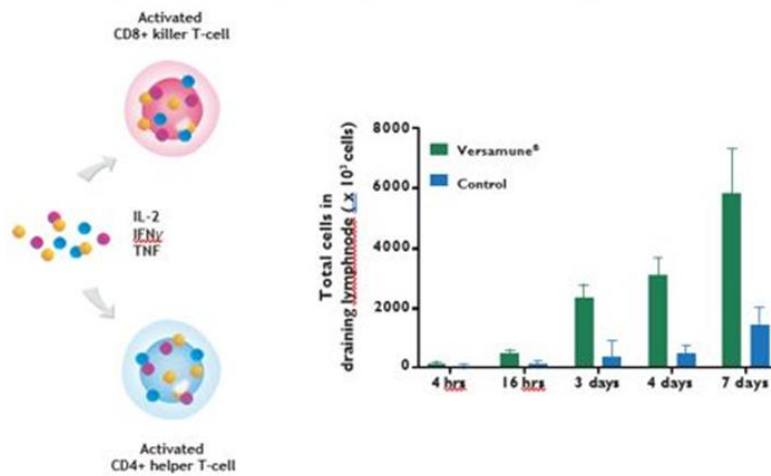 Activated
CD8+ killer T-cell
IL-2
IFNγ
TNF
Activated
CD4+ helper T-cell
Total cells in
draining lymphnode ( x 10³ cells)
8000
6000
4000
2000
0
Versamune®
Control
4 hrs
16 hrs
3 days
4 days
7 days